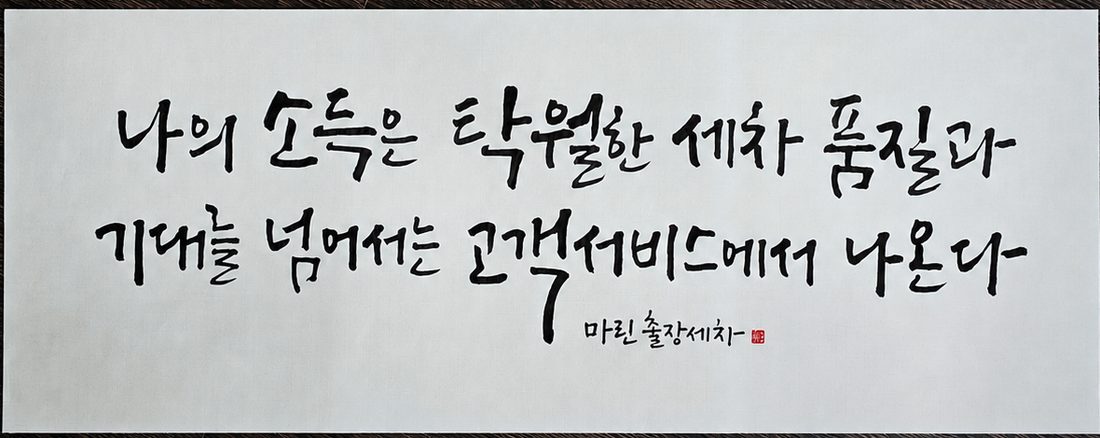 나의 소득은 탁월한 세차 품질과
기대를 넘어서는 고객서비스에서 나온다
마린 출장세차